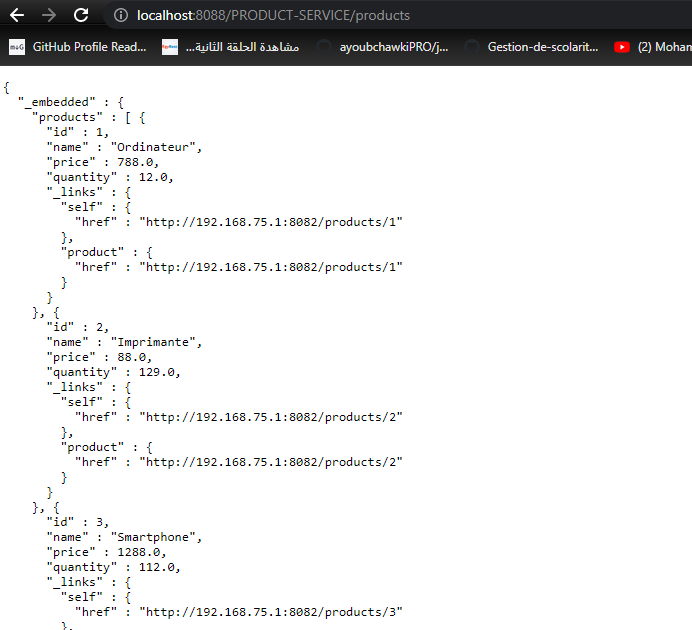 localhost:8088/PRODUCT-SERVICE/products
GitHub Profile Read... مشاهدة الحلقة الثانية... ayoubchawkiPRO/j... Gestion-de-scolarit... (2) Mohan
{
  "_embedded" : {
    "products" : [ {
      "id" : 1,
      "name" : "Ordinateur",
      "price" : 788.0,
      "quantity" : 12.0,
      "_links" : {
        "self" : {
          "href" : "http://192.168.75.1:8082/products/1"
        },
        "product" : {
          "href" : "http://192.168.75.1:8082/products/1"
        }
      }
    }, {
      "id" : 2,
      "name" : "Imprimante",
      "price" : 88.0,
      "quantity" : 129.0,
      "_links" : {
        "self" : {
          "href" : "http://192.168.75.1:8082/products/2"
        },
        "product" : {
          "href" : "http://192.168.75.1:8082/products/2"
        }
      }
    }, {
      "id" : 3,
      "name" : "Smartphone",
      "price" : 1288.0,
      "quantity" : 112.0,
      "_links" : {
        "self" : {
          "href" : "http://192.168.75.1:8082/products/3"
        },